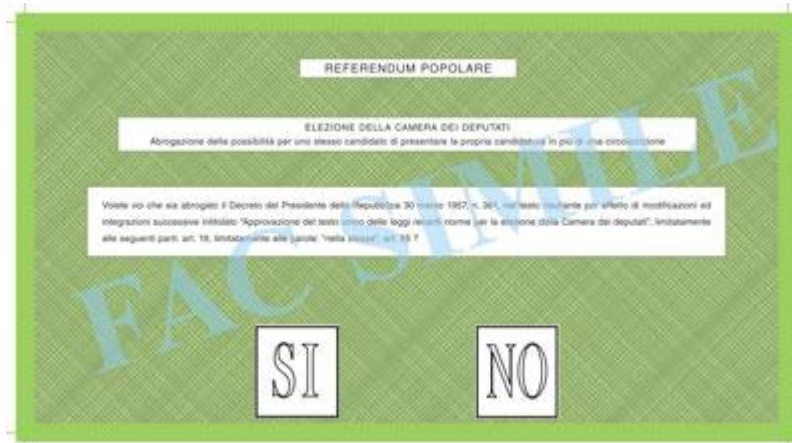 REFERENDUM POPOLARE
ELEZIONE DELLA CAMERA DEI DEPUTATI
Abrogazione della possibilità per uno stesso candidato di presentare la propria candidatura in più di una circoscrizione
Volete voi che sia abrogato il Decreto del Presidente della Repubblica 30 marzo 1957, n. 361, nel testo risultante per effetto di modificazioni ed
integrazioni successive intitolato "Approvazione del testo unico delle leggi recanti norme per la elezione della Camera dei deputati", limitatamente
alle seguenti parti: art. 19, limitatamente alle parole: "nella stessa"; art. 85 ?
FAC SIMILE
SI NO